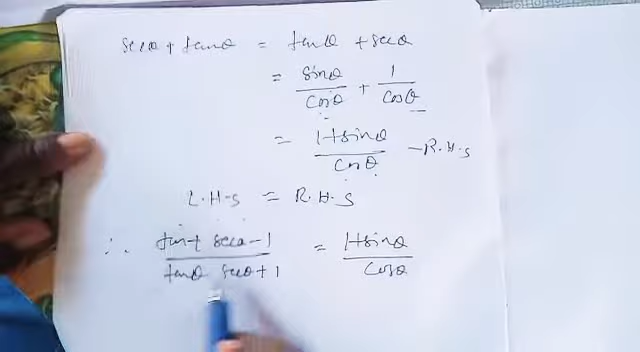 secθ + tanθ = tanθ + secθ
= sinθ/cosθ + 1/cosθ
= 1+sinθ/cosθ - R.H.S
L.H.S = R.H.S
∴ tan+ secθ-1/tanθ secθ+1 = 1+sinθ/cosθ